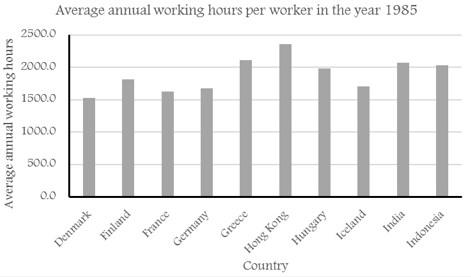 Average annual working hours per worker in the year 1985
Average annual working hours
2500.0
2000.0
1500.0
1000.0
500.0
0.0
Denmark
Finland
France
Germany
Greece
Hong Kong
Hungary
Iceland
India
Indonesia
Country